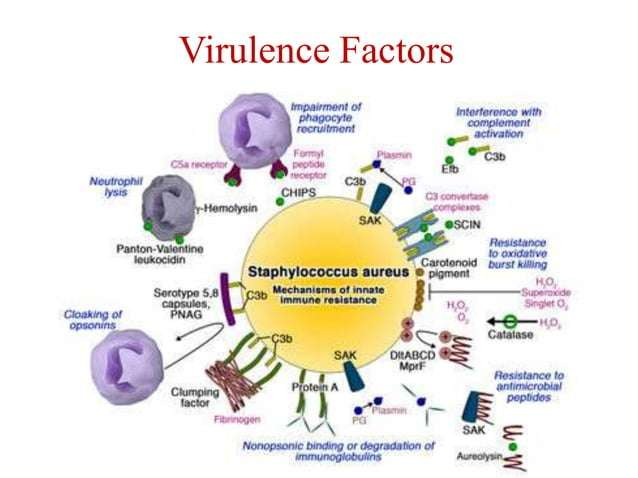 Virulence Factors
Impairment of
phagocyte
recruitment
Interference with
complement
activation
C5a receptor
Formyl
peptide
receptor
Plasmin
C3b
PG
Efb
C3b
CHIPS
SAK
C3 convertase
complexes
SCIN
Neutrophil
lysis
γ-Hemolysin
Panton-Valentine
leukocidin
Resistance
to oxidative
burst killing
Carotenoid
pigment
Staphylococcus aureus
Mechanisms of innate
immune resistance
Serotype 5,8
capsules,
PNAG
C3b
H2O2
Superoxide
Singlet O2
H2O2
O2
H2O2
Catalase
Cloaking of
opsonins
C3b
SAK
DltABCD
MprF
Clumping
factor
Fibrinogen
Protein A
PG
Plasmin
Resistance to
antimicrobial
peptides
SAK
Aureolysin
Nonopsonic binding or degradation of
immunoglobulins